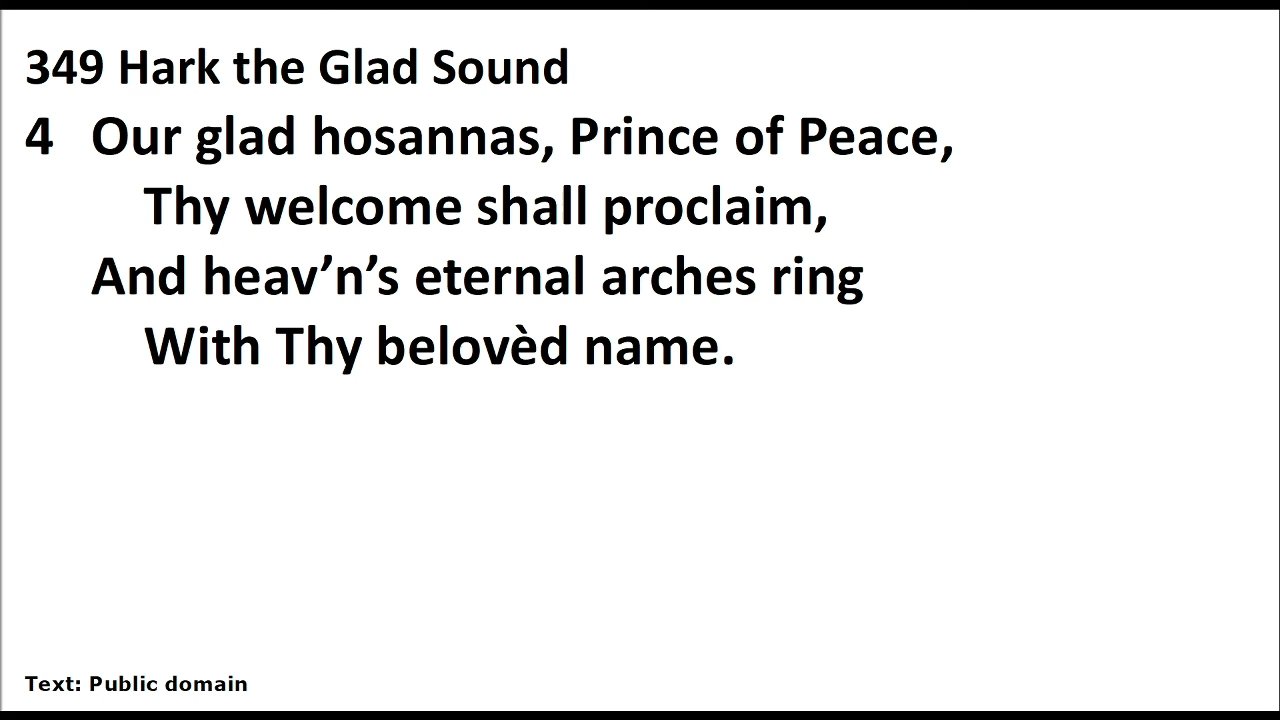 349 Hark the Glad Sound
4 Our glad hosannas, Prince of Peace,
Thy welcome shall proclaim,
And heav’n’s eternal arches ring
With Thy belovèd name.
Text: Public domain